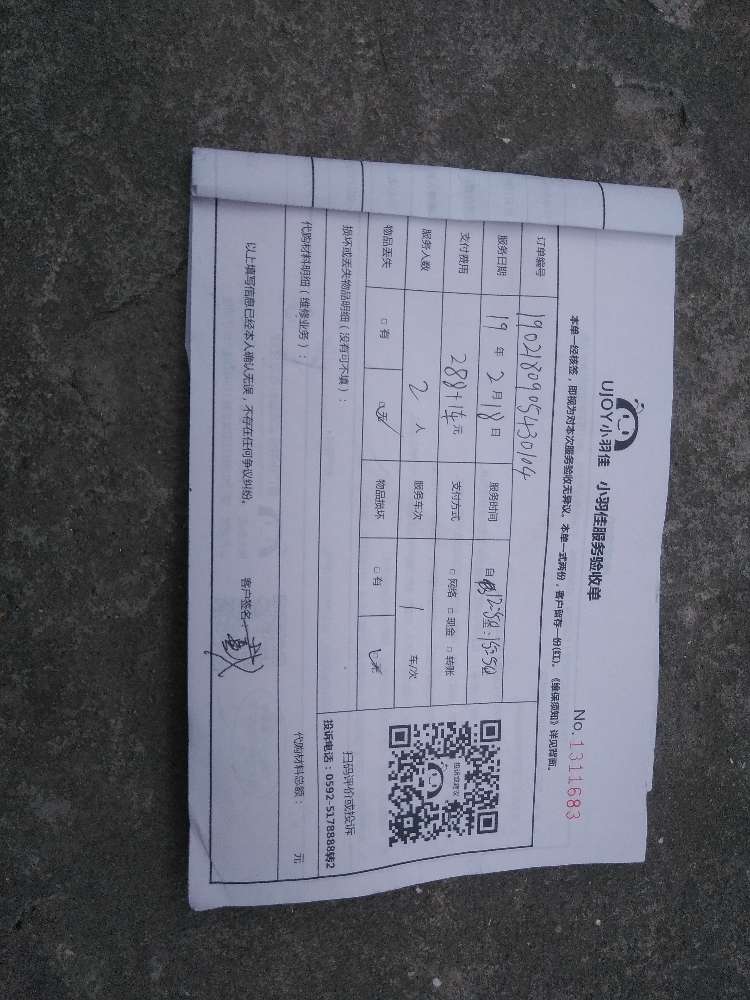 UJOY小羽佳 小羽佳服务验收单
No.1311683
本单一经核签，即视为对本次服务验收无异议。本单一式两份，客户留存一份(红)。《维保须知》详见背面。
订单编号 1902180905430104
服务日期 19 年 2 月 18 日 服务时间 自
支付费用 288+14 元 支付方式 □ 网络 □ 现金 □ 转账
服务人数 2 人 服务车次 1 车/次
物品丢失 □ 有 □ 无 物品损坏 □ 有 □ 无
投诉或建议
扫码评价或投诉
投诉电话：0592-5178888转2
损坏或丢失物品明细（没有可不填）：
代购材料明细（维修业务）：
代购材料总额： 元
以上填写信息已经本人确认无误，不存在任何争议纠纷。 客户签名：